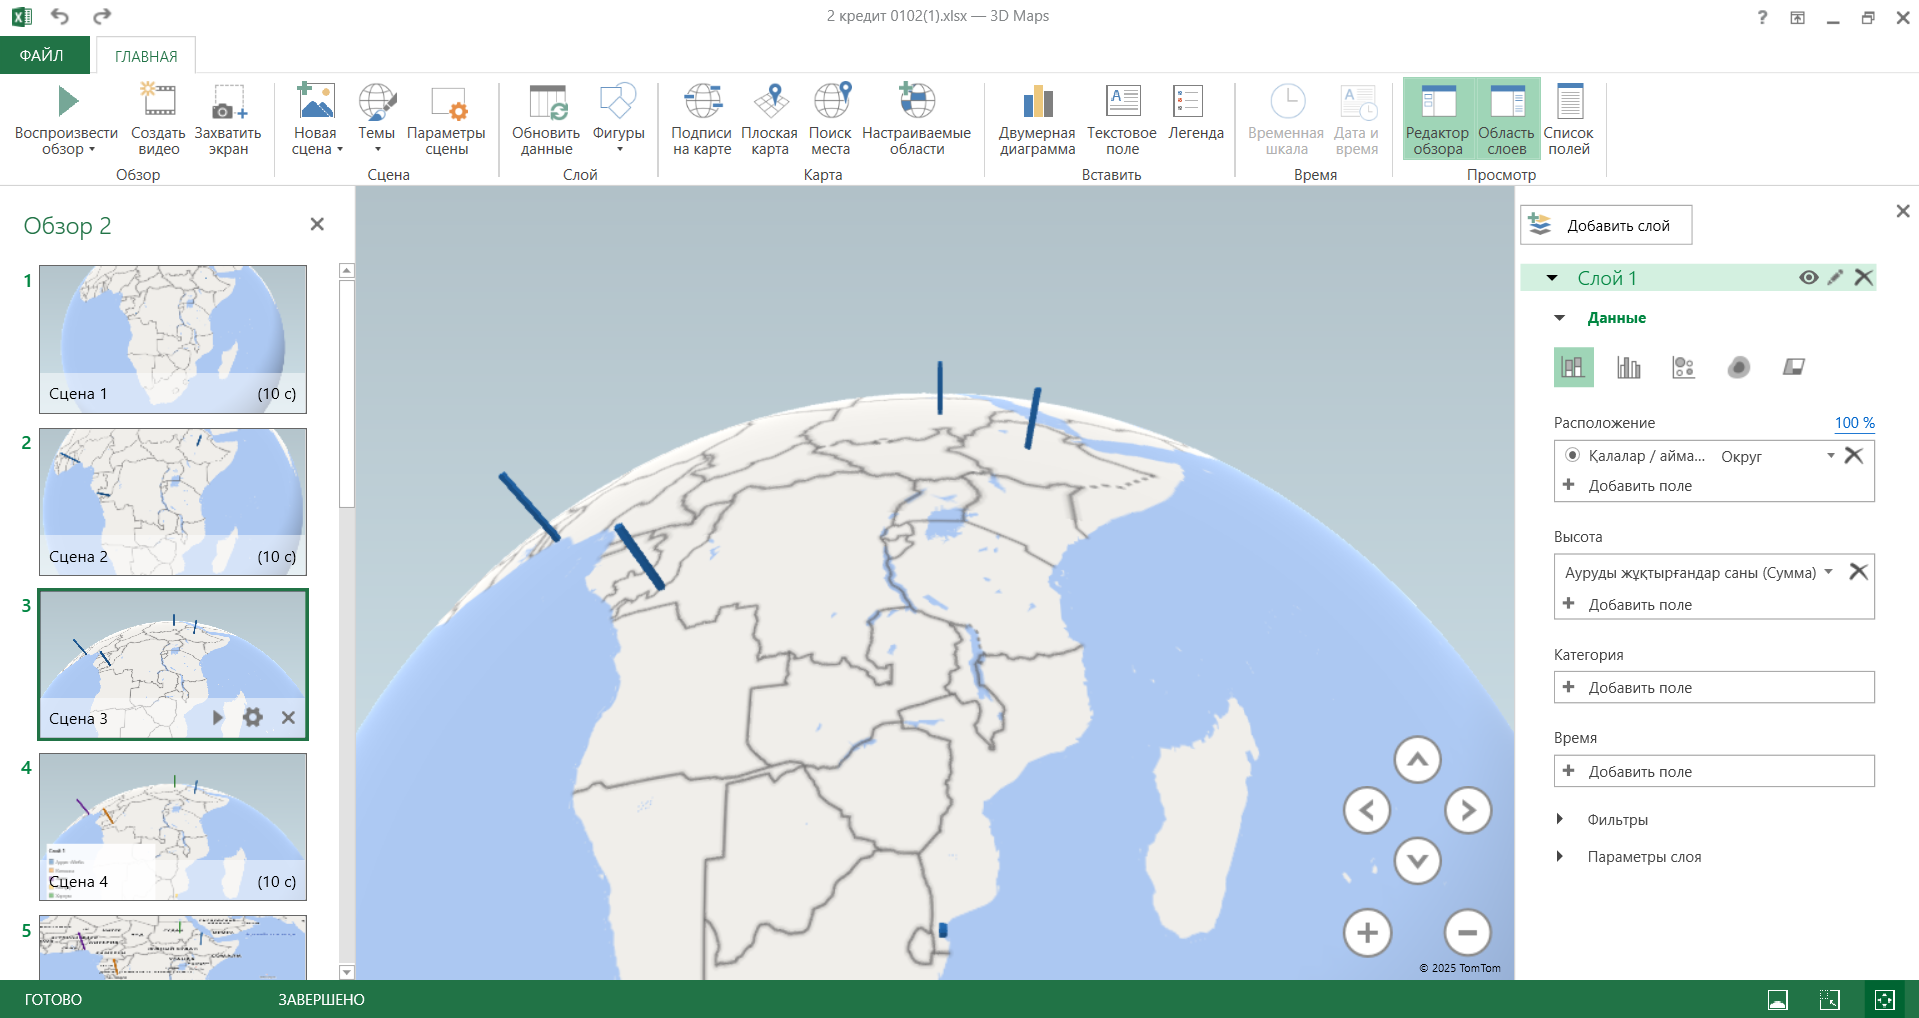 2 кредит 0102(1).xlsx — 3D Maps
?
ФАЙЛ
ГЛАВНАЯ
Воспроизвести
обзор
Создать
видео
Захватить
экран
Обзор
Новая
сцена
Темы
Параметры
сцены
Сцена
Обновить
данные
Фигуры
Слой
Подписи
на карте
Плоская
карта
Поиск
места
Настраиваемые
области
Карта
Двумерная
диаграмма
Текстовое
поле
Легенда
Вставить
Временная
шкала
Дата и
время
Время
Редактор
обзора
Область
слоев
Список
полей
Просмотр
Обзор 2
1
Сцена 1
(10 с)
2
Сцена 2
(10 с)
3
Сцена 3
4
Слой 1
Сцена 4
(10 с)
5
© 2025 TomTom
Добавить слой
Слой 1
Данные
Расположение
100 %
Қалалар / айма...
Округ
Добавить поле
Высота
Ауруды жұқтырғандар саны (Сумма)
Добавить поле
Категория
Добавить поле
Время
Добавить поле
Фильтры
Параметры слоя
ГОТОВО
ЗАВЕРШЕНО